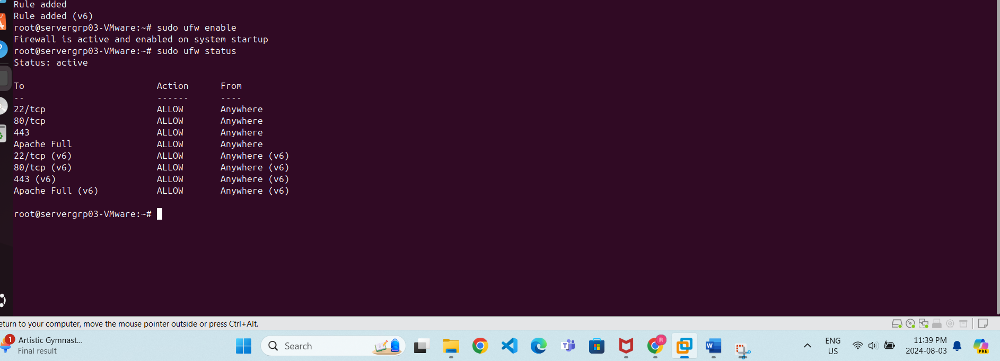 Rule added
Rule added (v6)
root@servergrp03-VMware:~# sudo ufw enable
Firewall is active and enabled on system startup
root@servergrp03-VMware:~# sudo ufw status
Status: active
To                         Action      From
--                         ------      ----
22/tcp                     ALLOW       Anywhere
80/tcp                     ALLOW       Anywhere
443                        ALLOW       Anywhere
Apache Full                ALLOW       Anywhere
22/tcp (v6)                ALLOW       Anywhere (v6)
80/tcp (v6)                ALLOW       Anywhere (v6)
443 (v6)                   ALLOW       Anywhere (v6)
Apache Full (v6)           ALLOW       Anywhere (v6)
root@servergrp03-VMware:~#
eturn to your computer, move the mouse pointer outside or press Ctrl+Alt.
1
Artistic Gymnast...
Final result
Search
R
ENG
US
11:39 PM
2024-08-03
PRE